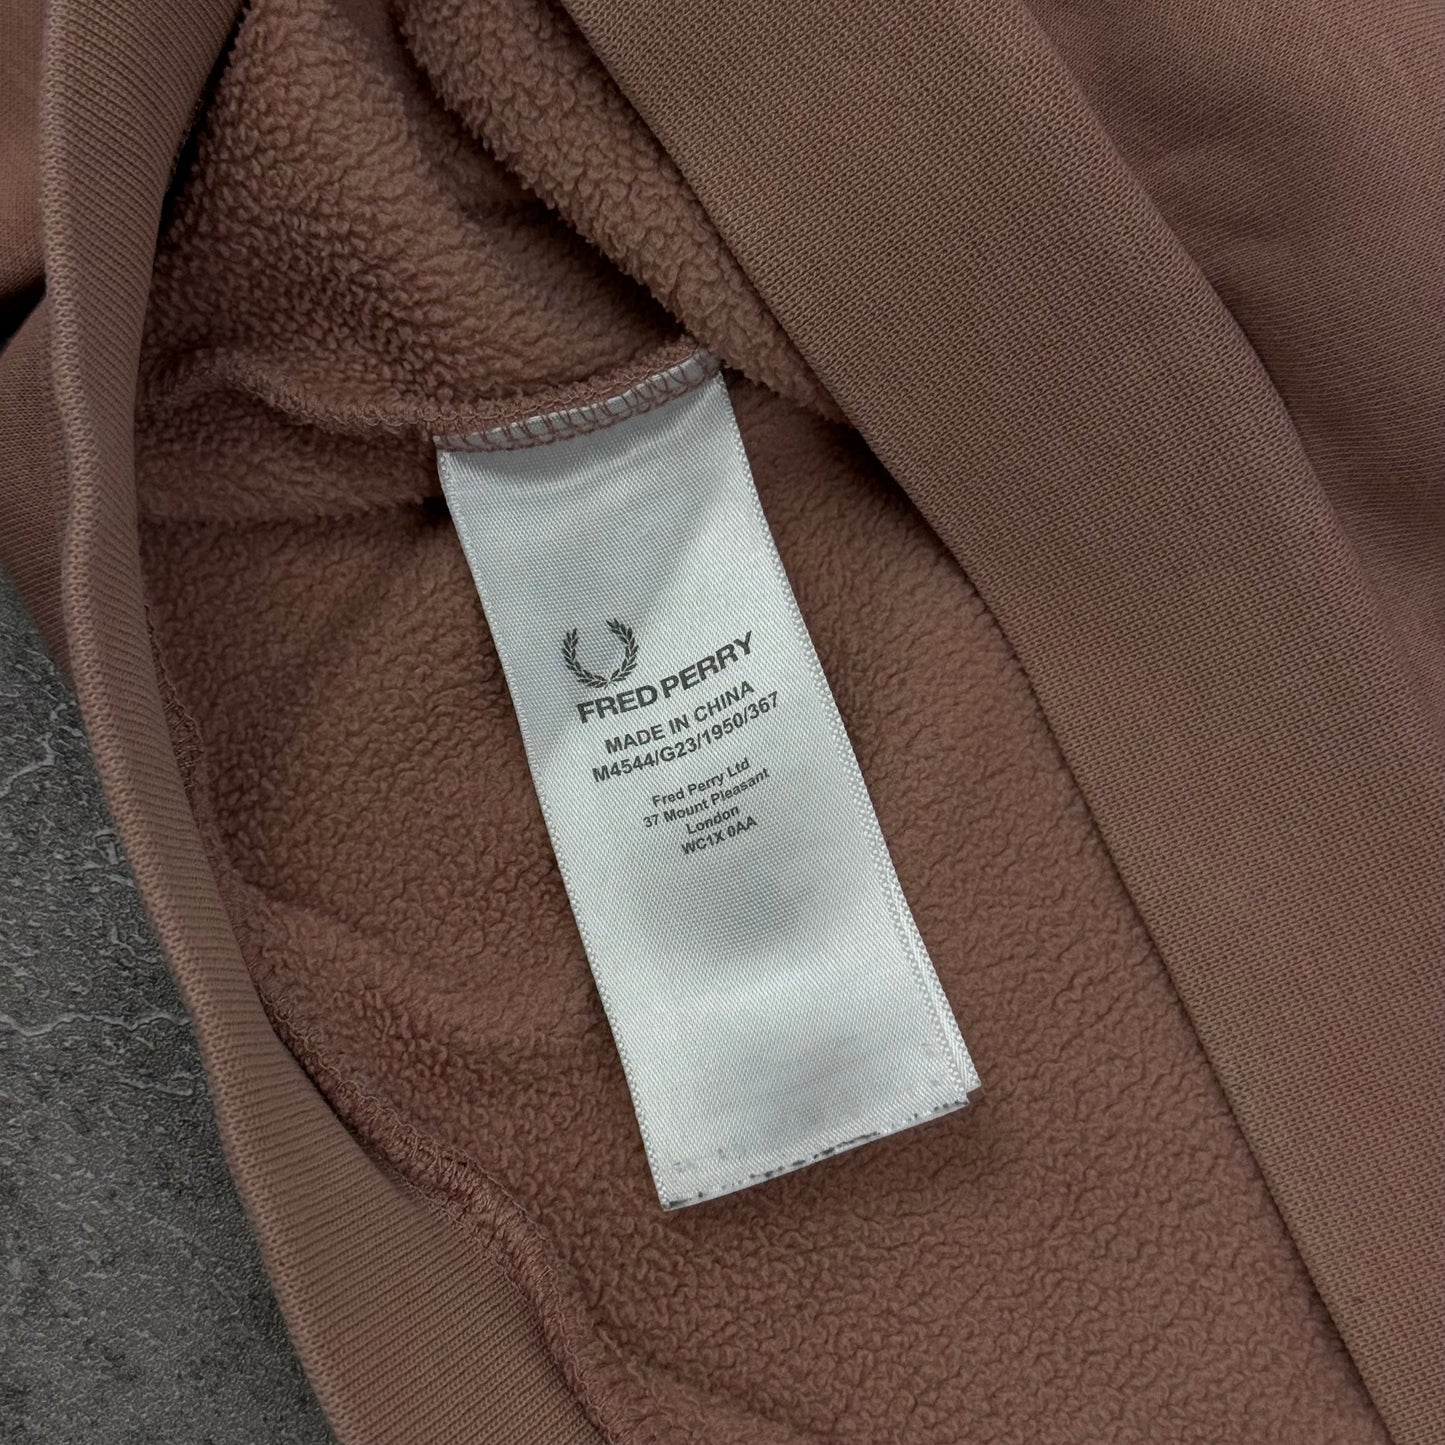 FRED PERRY
MADE IN CHINA
M4544/G23/1950/367
Fred Perry Ltd
37 Mount Pleasant
London
WC1X 0AA